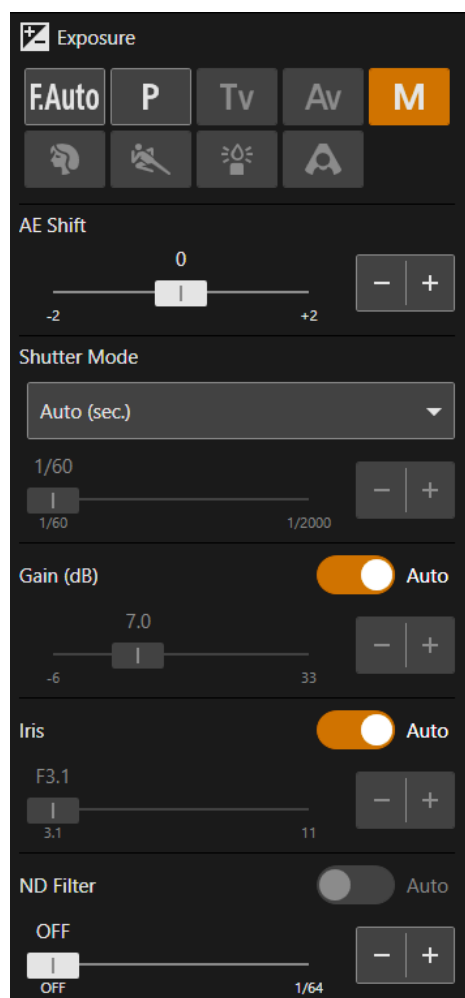 Exposure
F.Auto P Tv Av M
AE Shift
0
− +
-2 +2
Shutter Mode
Auto (sec.)
1/60
− +
1/60 1/2000
Gain (dB) Auto
7.0
− +
-6 33
Iris Auto
F3.1
− +
3.1 11
ND Filter Auto
OFF
− +
OFF 1/64